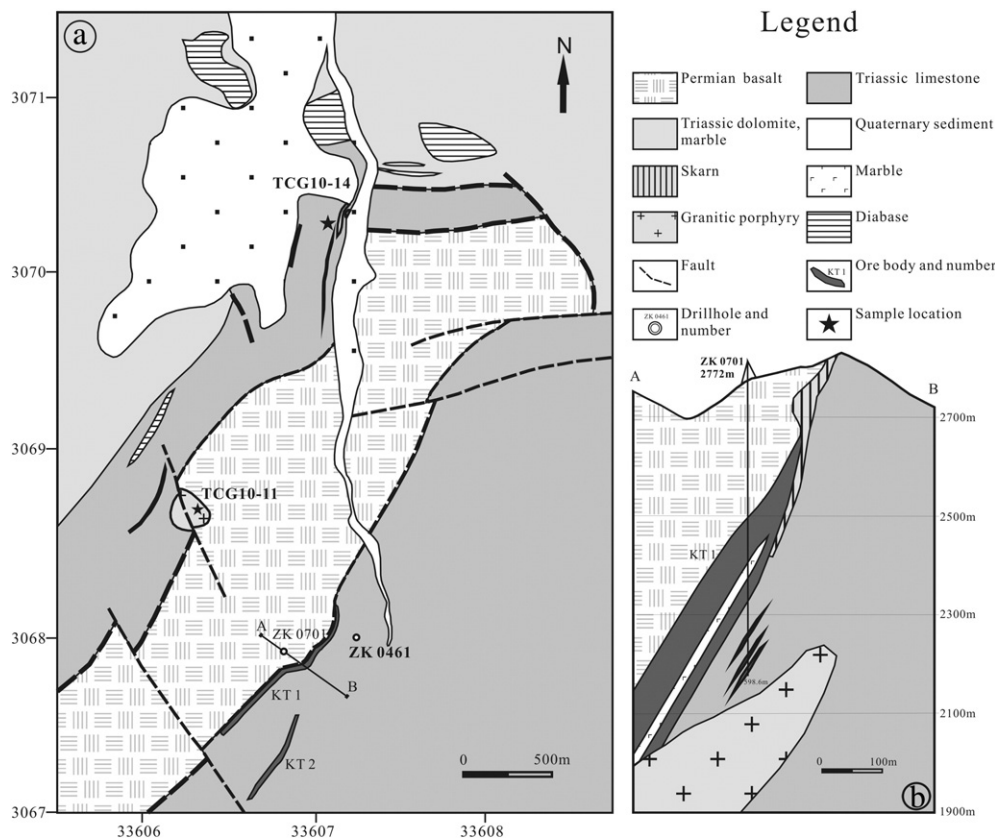 a
N
3071
3070
3069
3068
3067
33606
33607
33608
TCG10-14
TCG10-11
A
ZK 0701
ZK 0461
B
KT 1
KT 2
0
500m
Legend
Permian basalt
Triassic limestone
Triassic dolomite,
marble
Quaternary sediment
Skarn
Marble
Granitic porphyry
Diabase
Fault
KT 1
Ore body and number
ZK 0461
Drillhole and
number
Sample location
ZK 0701
2772m
A
B
2700m
2500m
2300m
2100m
1900m
KT 1
598.6m
0
100m
b